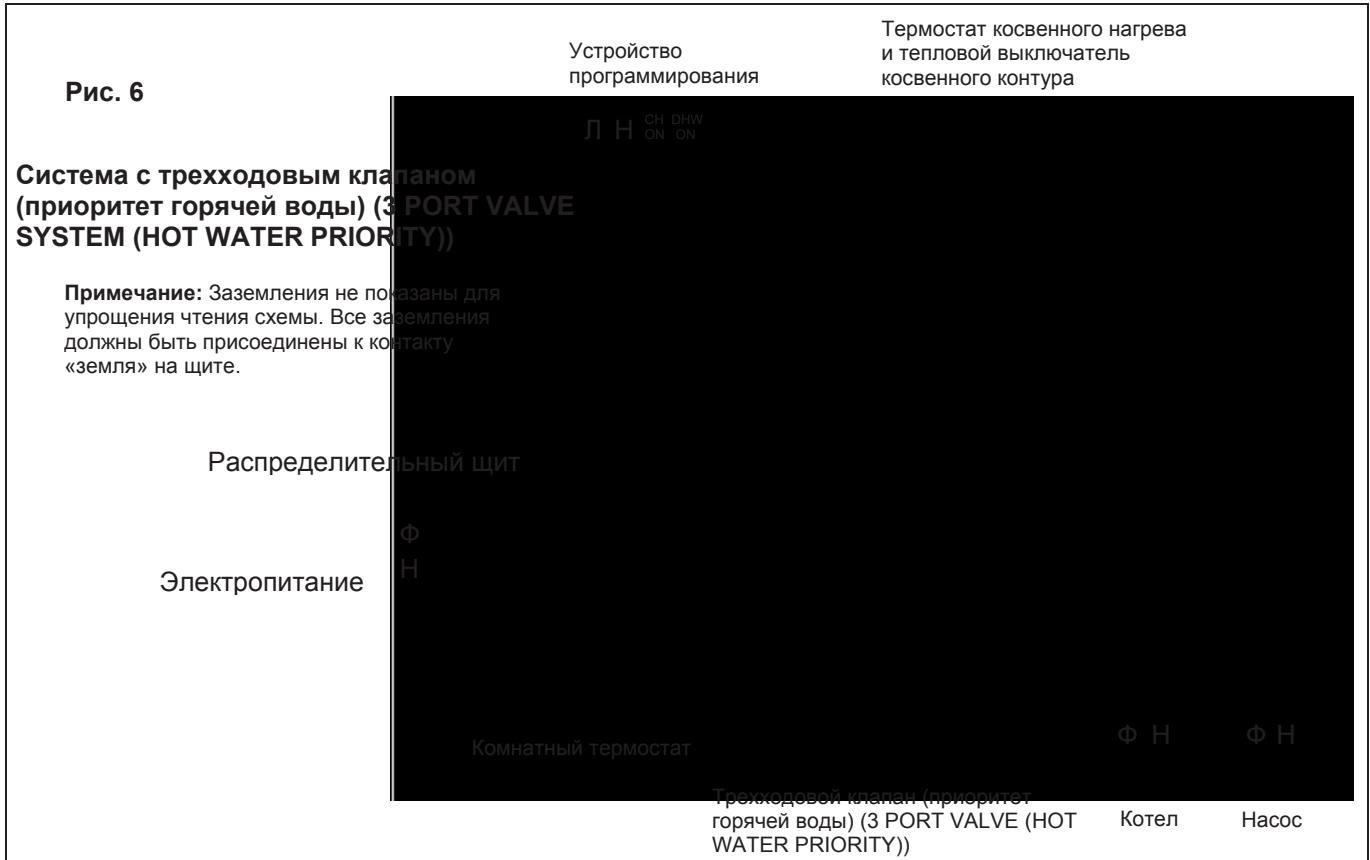 Термостат косвенного нагрева
и тепловой выключатель
косвенного контура
Устройство
программирования
Рис. 6
Л Н CH DHW
ON ON
Система с трехходовым клапаном
(приоритет горячей воды) (3 PORT VALVE
SYSTEM (HOT WATER PRIORITY))
Примечание: Заземления не показаны для
упрощения чтения схемы. Все заземления
должны быть присоединены к контакту
«земля» на щите.
Распределительный щит
Ф
Н
Электропитание
Ф Н Ф Н
Комнатный термостат
Трехходовой клапан (приоритет
горячей воды) (3 PORT VALVE (HOT
WATER PRIORITY))
Котел
Насос